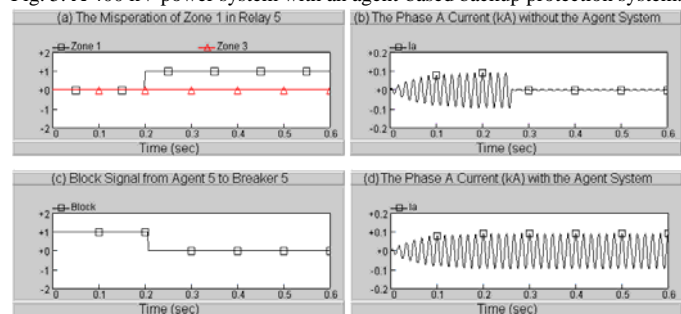 Fig. 3. A 400 kV power system with an agent-based backup protection system.
(a) The Misperation of Zone 1 in Relay 5
Zone 1
Zone 3
+2
+1
+0
-1
-2
0 0.1 0.2 0.3 0.4 0.5 0.6
Time (sec)
(b) The Phase A Current (kA) without the Agent System
Ia
+0.2
+0.1
+0
-0.1
-0.2
0 0.1 0.2 0.3 0.4 0.5 0.6
Time (sec)
(c) Block Signal from Agent 5 to Breaker 5
Block
+2
+1
+0
-1
-2
0 0.1 0.2 0.3 0.4 0.5 0.6
Time (sec)
(d)The Phase A Current (kA) with the Agent System
Ia
+0.2
+0.1
+0
-0.1
-0.2
0 0.1 0.2 0.3 0.4 0.5 0.6
Time (sec)